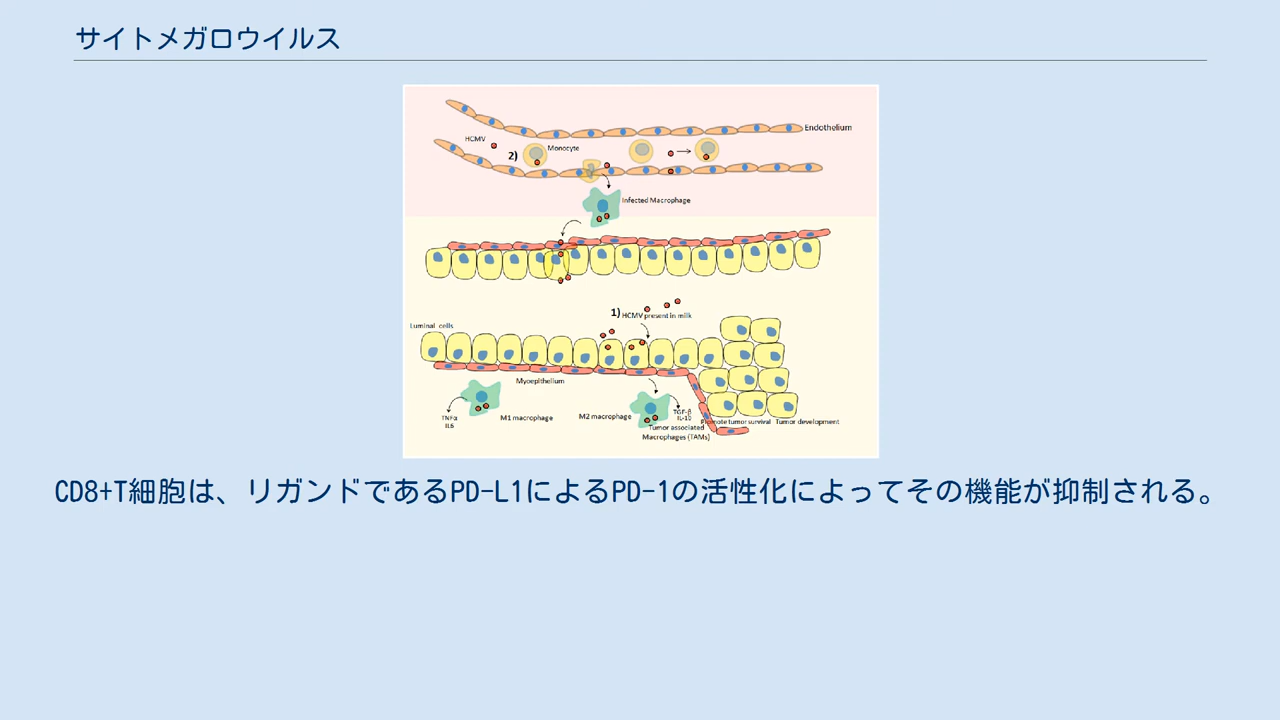 サイトメガロウイルス
Endothelium
HCMV
2)
Monocyte
Infected Macrophage
1) HCMV present in milk
Luminal cells
Myoepithelium
TNFα
IL6
M1 macrophage
M2 macrophage
TGF-β
IL-10
Tumor associated
Macrophages (TAMs)
Promote tumor survival
Tumor development
CD8+T細胞は、リガンドであるPD-L1によるPD-1の活性化によってその機能が抑制される。